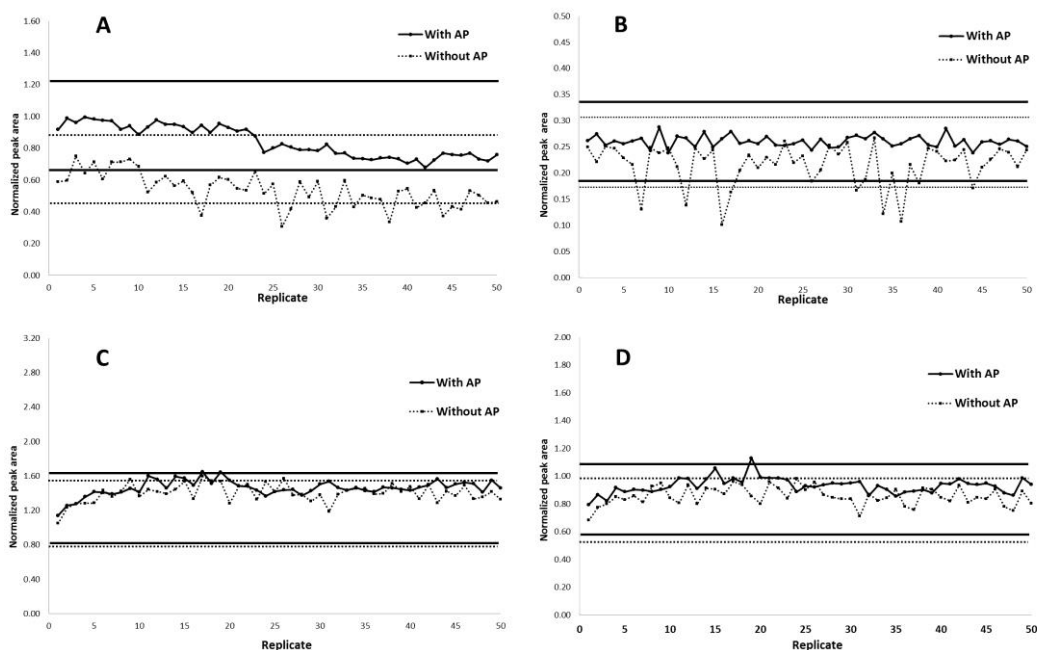 A
With AP
Without AP
Normalized peak area
1.60
1.40
1.20
1.00
0.80
0.60
0.40
0.20
0.00
0 5 10 15 20 25 30 35 40 45 50
Replicate
B
With AP
Without AP
Normalized peak area
0.50
0.45
0.40
0.35
0.30
0.25
0.20
0.15
0.10
0.05
0.00
0 5 10 15 20 25 30 35 40 45 50
Replicate
C
With AP
Without AP
Normalized peak area
3.20
2.80
2.40
2.00
1.60
1.20
0.80
0.40
0.00
0 5 10 15 20 25 30 35 40 45 50
Replicate
D
With AP
Without AP
Normalized peak area
2.00
1.80
1.60
1.40
1.20
1.00
0.80
0.60
0.40
0.20
0.00
0 5 10 15 20 25 30 35 40 45 50
Replicate